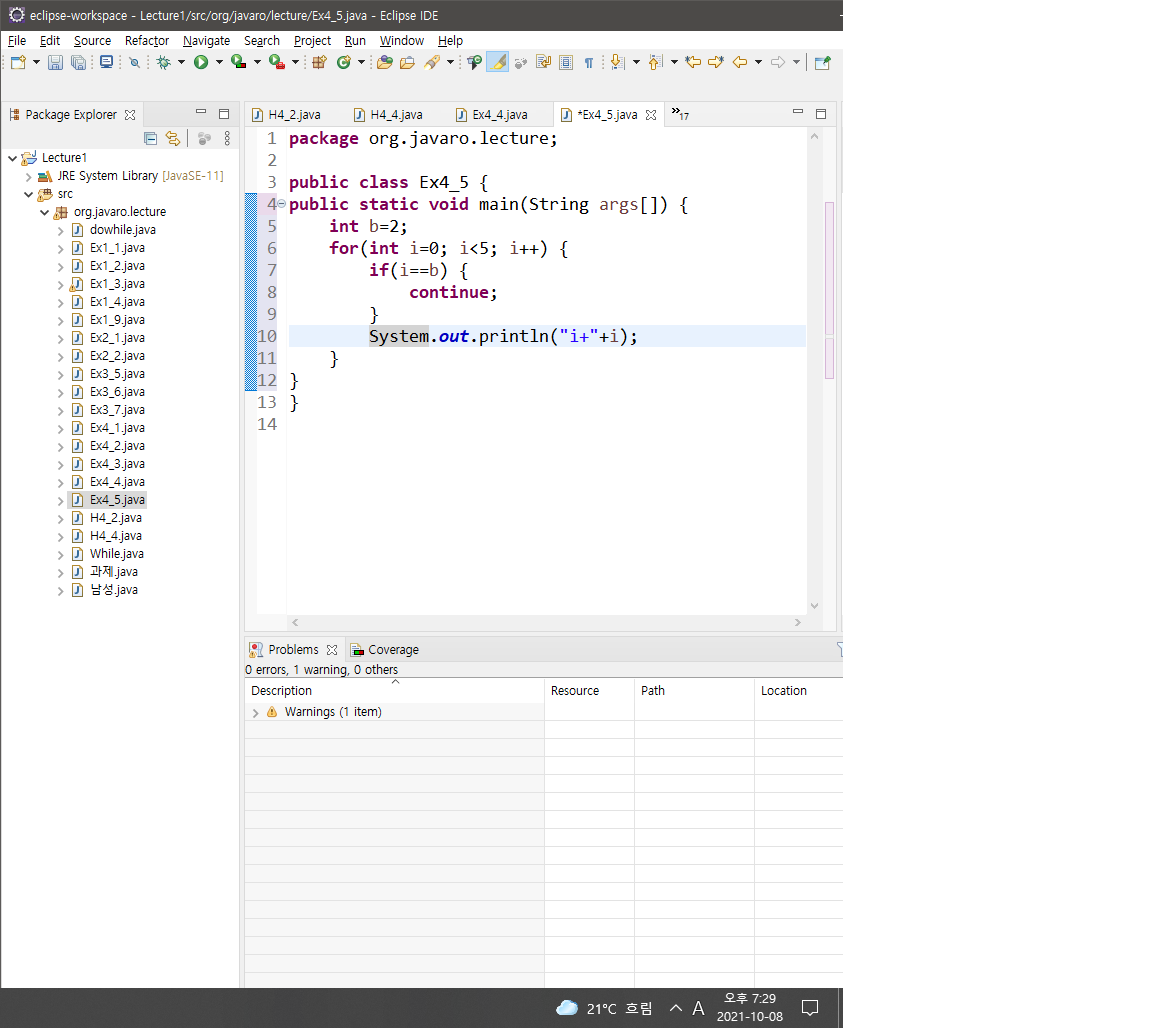 eclipse-workspace - Lecture1/src/org/javaro/lecture/Ex4_5.java - Eclipse IDE
File Edit Source Refactor Navigate Search Project Run Window Help
Package Explorer
Lecture1
JRE System Library [JavaSE-11]
src
org.javaro.lecture
dowhile.java
Ex1_1.java
Ex1_2.java
Ex1_3.java
Ex1_4.java
Ex1_9.java
Ex2_1.java
Ex2_2.java
Ex3_5.java
Ex3_6.java
Ex3_7.java
Ex4_1.java
Ex4_2.java
Ex4_3.java
Ex4_4.java
Ex4_5.java
H4_2.java
H4_4.java
While.java
과제.java
남성.java
H4_2.java H4_4.java Ex4_4.java *Ex4_5.java »17
1 package org.javaro.lecture;
2
3 public class Ex4_5 {
4 public static void main(String args[]) {
5     int b=2;
6     for(int i=0; i<5; i++) {
7         if(i==b) {
8             continue;
9         }
10         System.out.println("i+"+i);
11     }
12 }
13 }
14
Problems Coverage
0 errors, 1 warning, 0 others
Description Resource Path Location
Warnings (1 item)
21°C 흐림 A 오후 7:29
2021-10-08